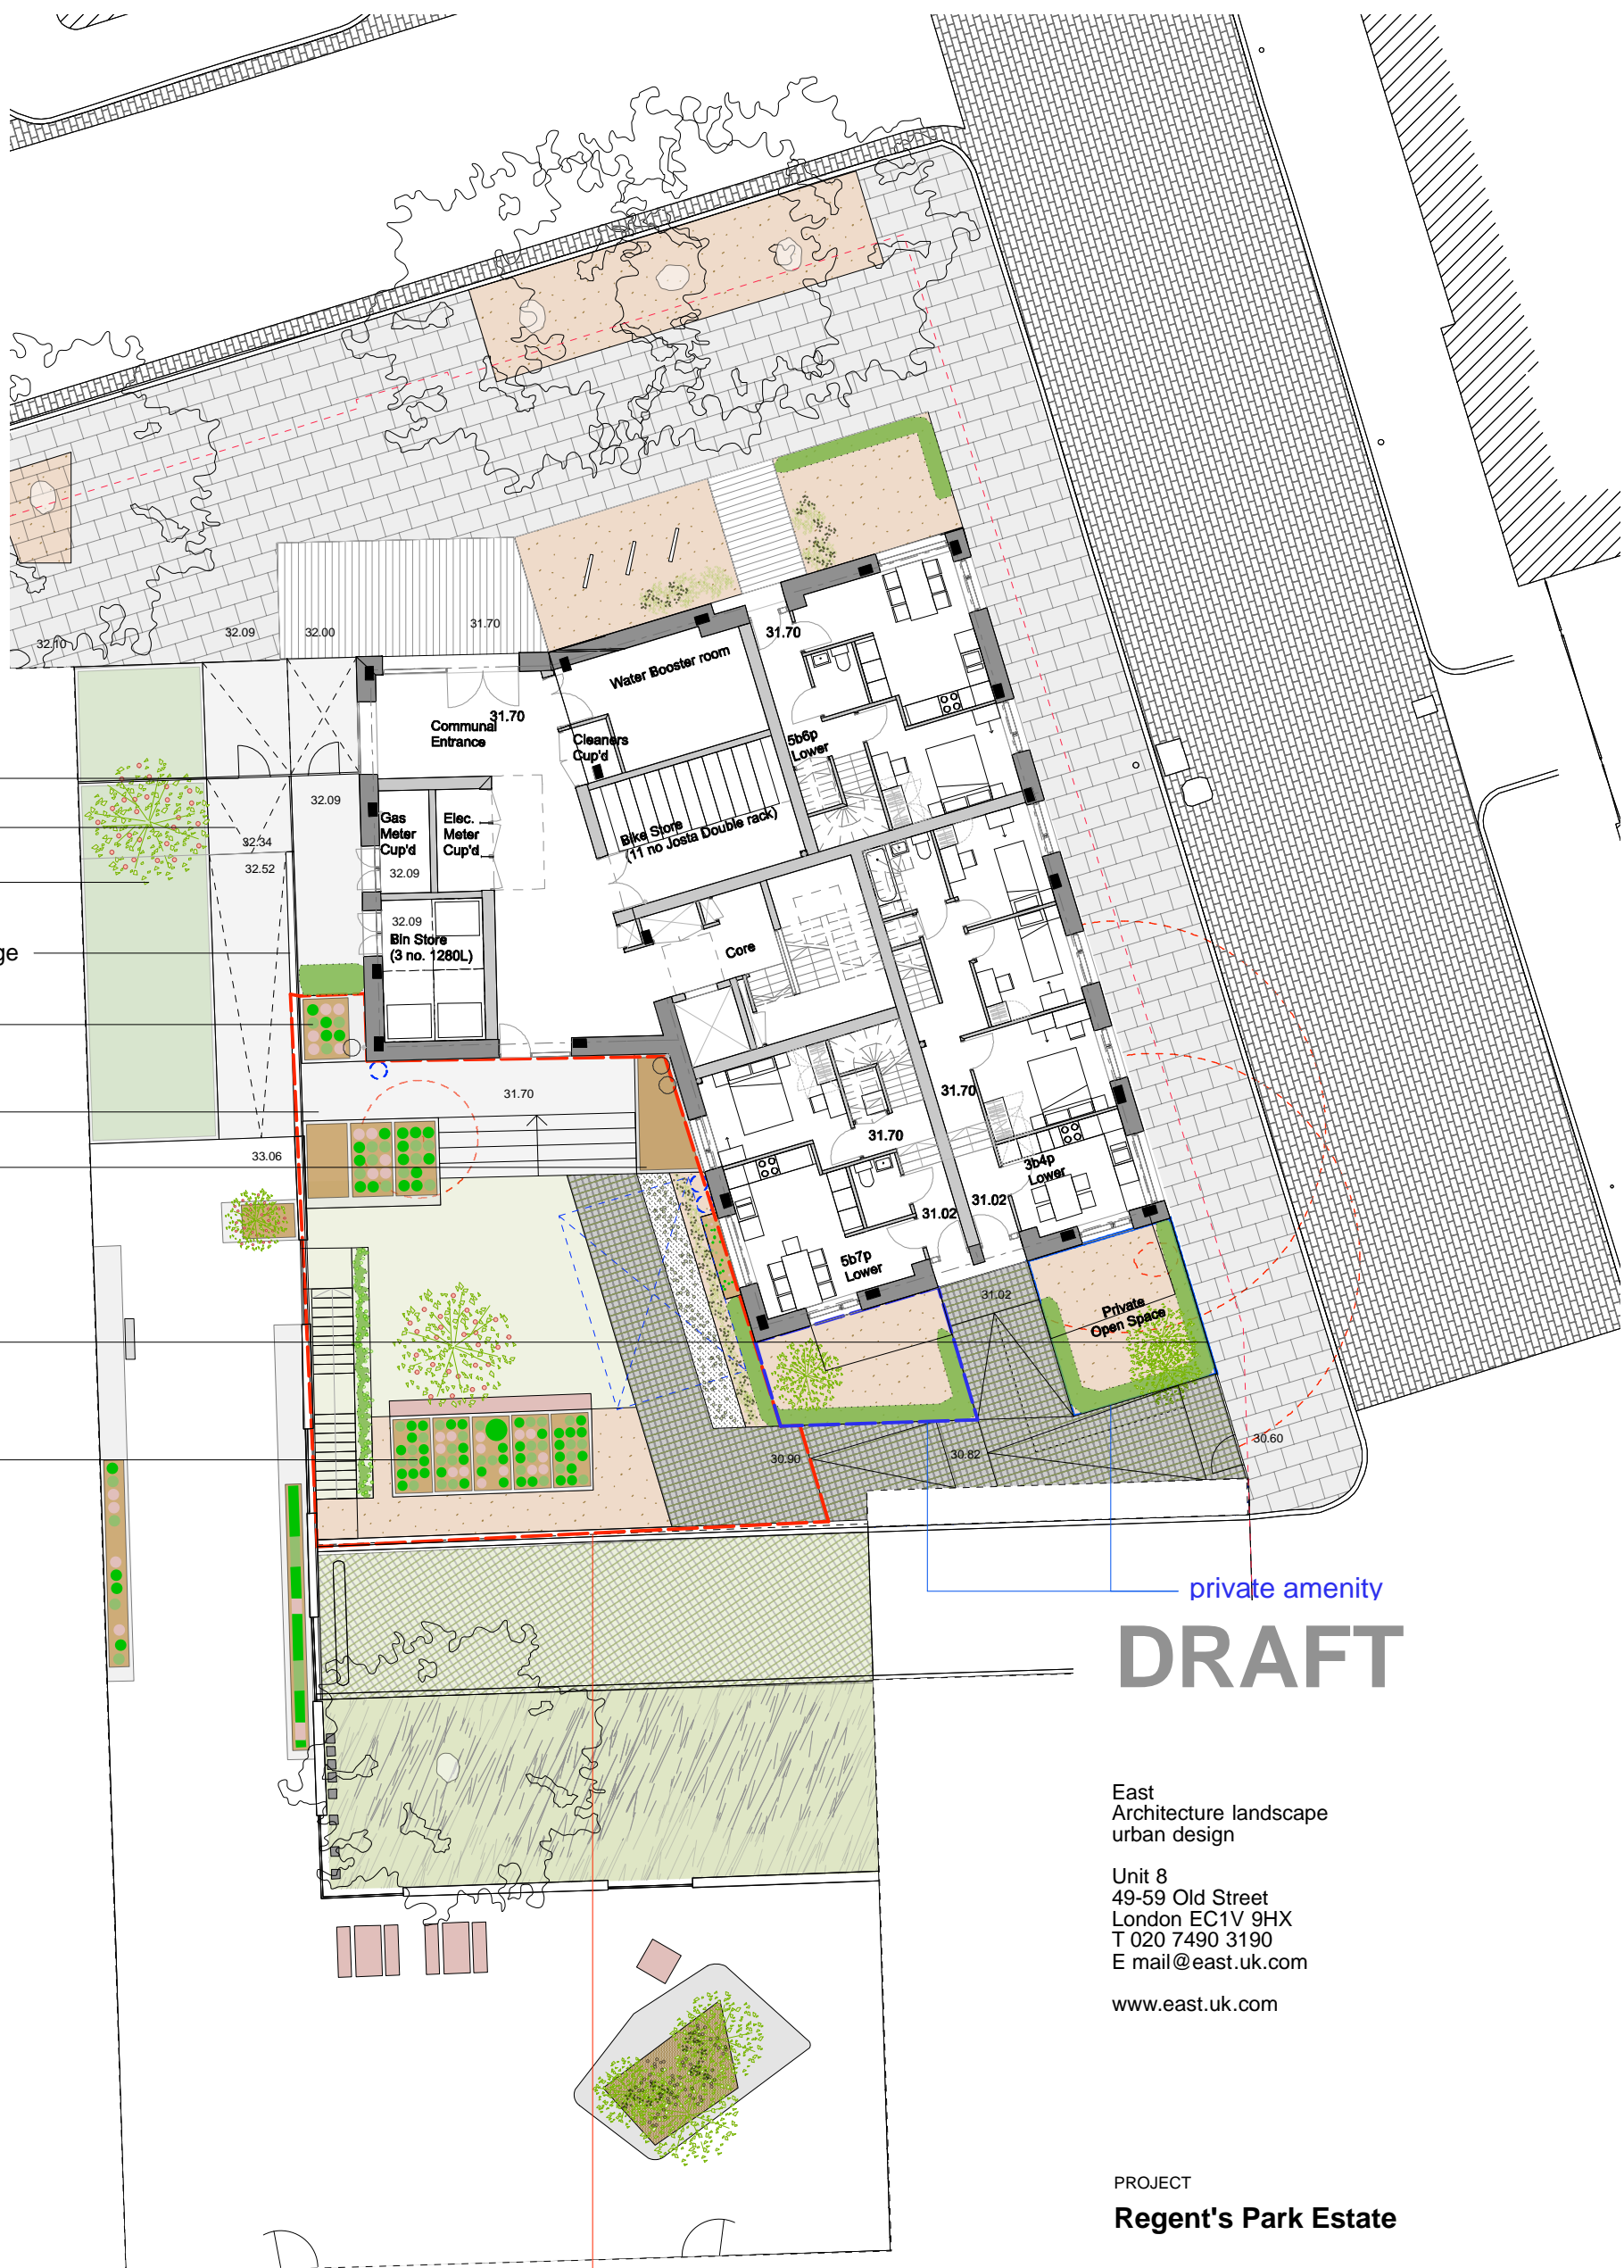 32.10
32.09
32.00
31.70
31.70
Water Booster room
Communal
Entrance
31.70
Cleaners
Cup'd
5b6p
Lower
32.09
Gas
Meter
Cup'd
Elec.
Meter
Cup'd
Bike Store
(11 no Josta Double rack)
32.34
32.52
32.09
32.09
Bin Store
(3 no. 1280L)
Core
ge
31.70
31.70
31.70
33.06
3b4p
Lower
31.02
31.02
5b7p
Lower
31.02
Private
Open Space
30.90
30.82
30.60
private amenity
DRAFT
East
Architecture landscape
urban design
Unit 8
49-59 Old Street
London EC1V 9HX
T 020 7490 3190
E mail@east.uk.com
www.east.uk.com
PROJECT
Regent's Park Estate